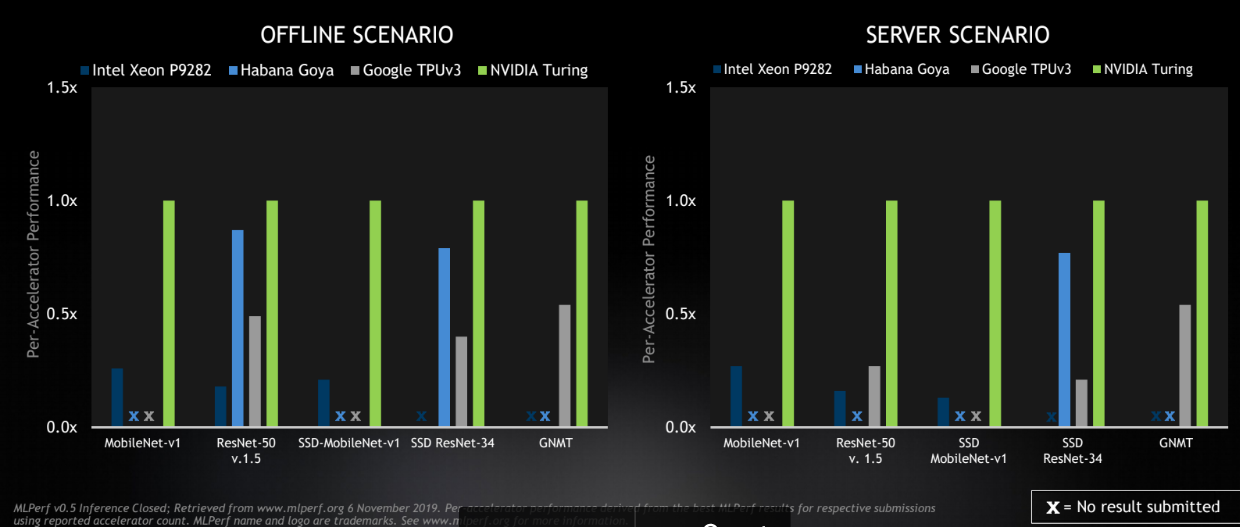 OFFLINE SCENARIO
Intel Xeon P9282 Habana Goya Google TPUv3 NVIDIA Turing
1.5x
1.0x
0.5x
0.0x
Per-Accelerator Performance
x x x x x x x x
MobileNet-v1 ResNet-50 SSD-MobileNet-v1 SSD ResNet-34 GNMT
v.1.5
SERVER SCENARIO
Intel Xeon P9282 Habana Goya Google TPUv3 NVIDIA Turing
1.5x
1.0x
0.5x
0.0x
Per-Accelerator Performance
x x x x x x x x
MobileNet-v1 ResNet-50 SSD SSD GNMT
v. 1.5 MobileNet-v1 ResNet-34
x = No result submitted
MLPerf v0.5 Inference Closed; Retrieved from www.mlperf.org 6 November 2019. Per-accelerator performance derived from the best MLPerf results for respective submissions
using reported accelerator count. MLPerf name and logo are trademarks. See www.mlperf.org for more information.